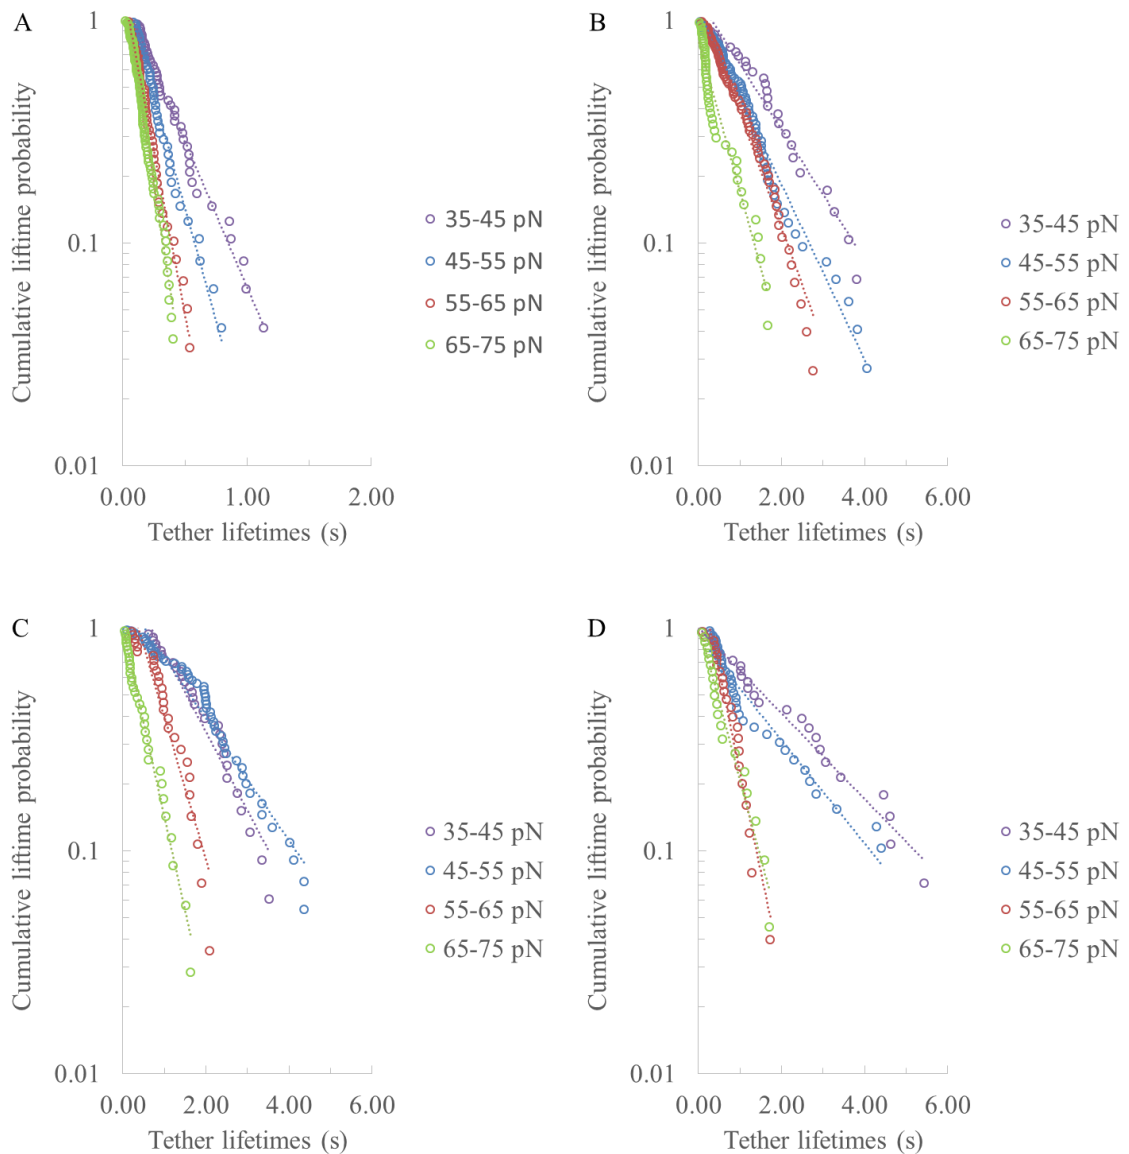 A
Cumulative liftime probability
1
0.1
0.01
0.00 1.00 2.00
Tether lifetimes (s)
35-45 pN
45-55 pN
55-65 pN
65-75 pN
B
Cumulative liftime probability
1
0.1
0.01
0.00 2.00 4.00 6.00
Tether lifetimes (s)
35-45 pN
45-55 pN
55-65 pN
65-75 pN
C
Cumulative liftime probability
1
0.1
0.01
0.00 2.00 4.00 6.00
Tether lifetimes (s)
35-45 pN
45-55 pN
55-65 pN
65-75 pN
D
Cumulative liftime probability
1
0.1
0.01
0.00 2.00 4.00 6.00
Tether lifetimes (s)
35-45 pN
45-55 pN
55-65 pN
65-75 pN